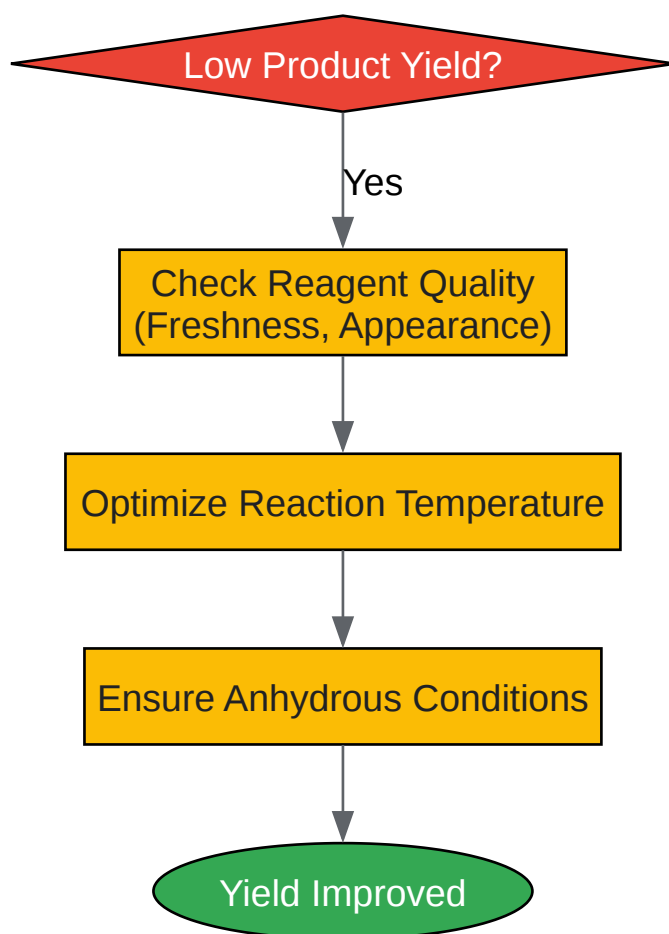 Low Product Yield?
Yes
Check Reagent Quality
(Freshness, Appearance)
Optimize Reaction Temperature
Ensure Anhydrous Conditions
Yield Improved